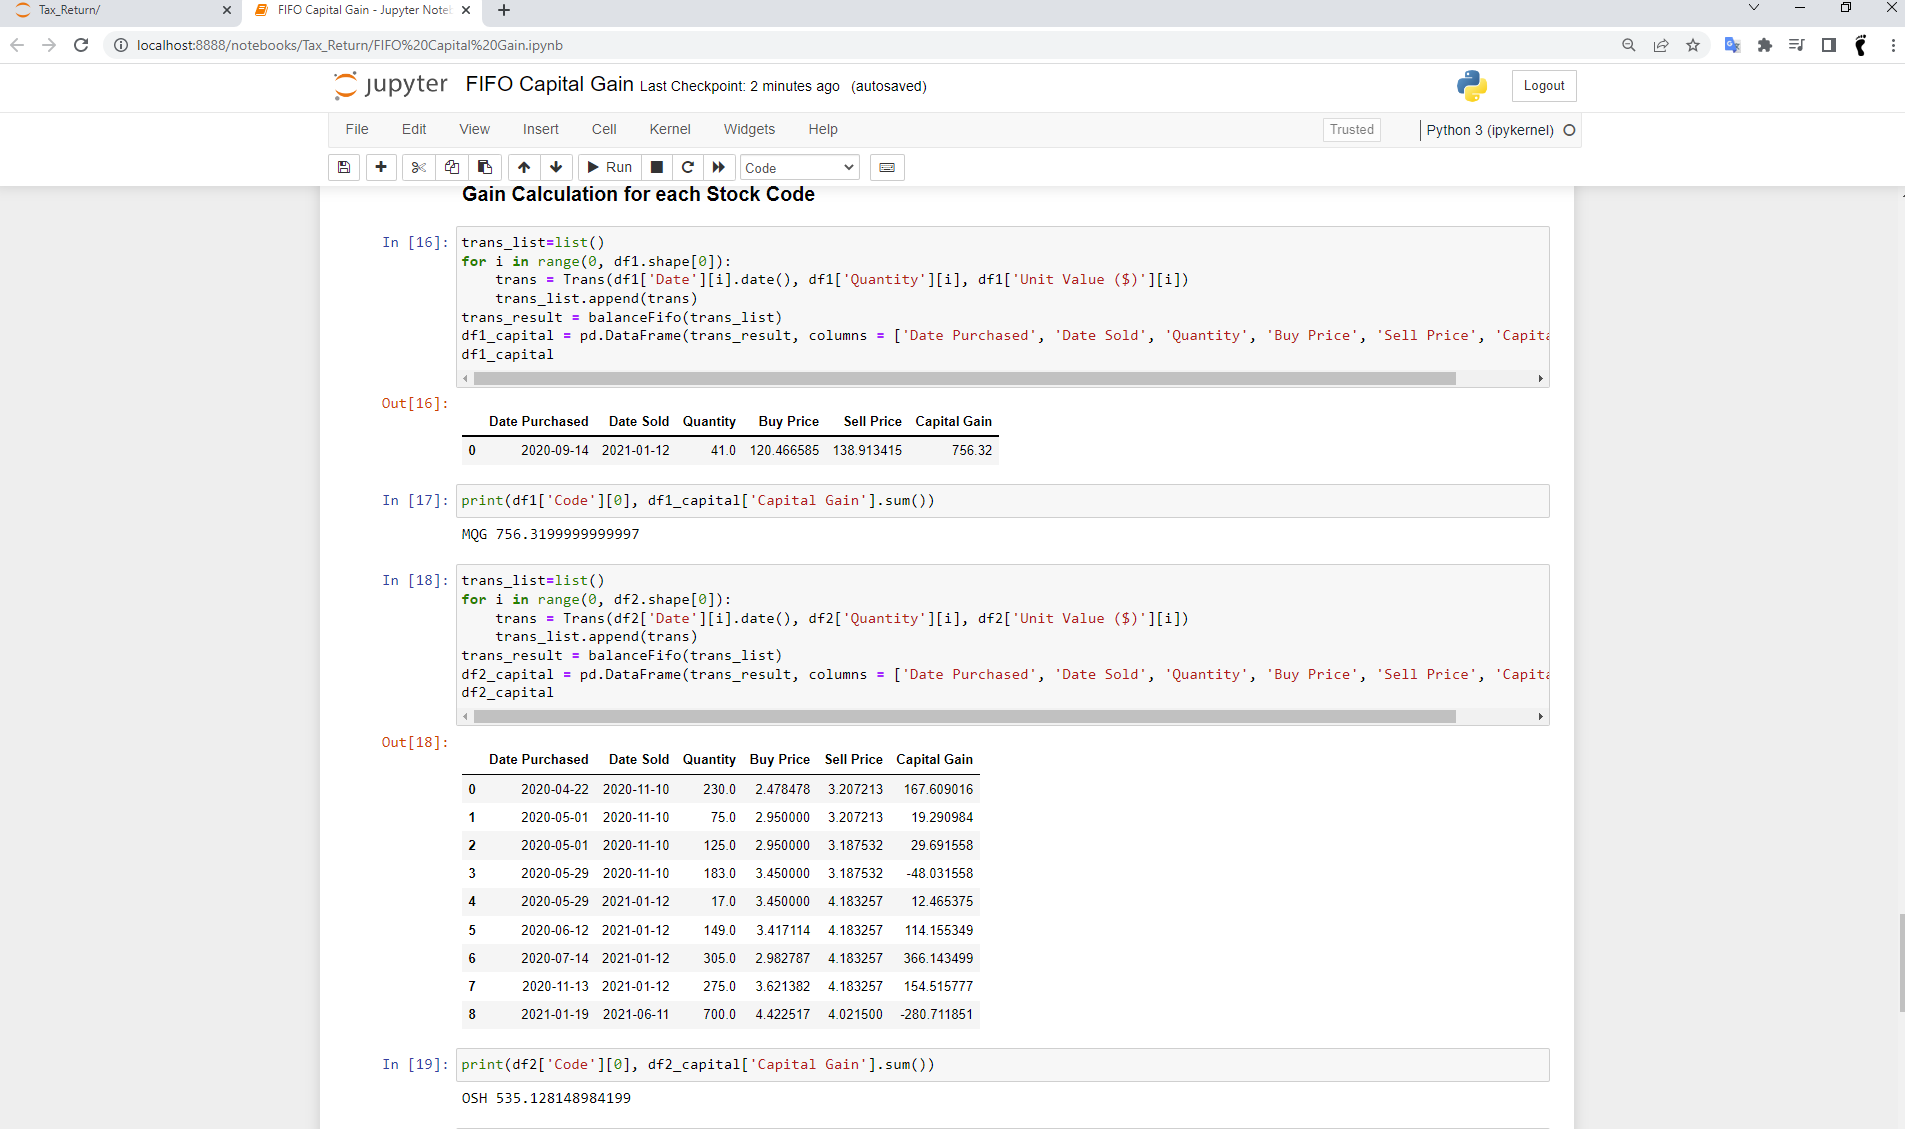 Tax_Return/
FIFO Capital Gain - Jupyter Noteb
localhost:8888/notebooks/Tax_Return/FIFO%20Capital%20Gain.ipynb
jupyter FIFO Capital Gain Last Checkpoint: 2 minutes ago (autosaved)
Logout
File Edit View Insert Cell Kernel Widgets Help
Trusted
Python 3 (ipykernel)
Run
Code
Gain Calculation for each Stock Code
In [16]:
trans_list=list()
for i in range(0, df1.shape[0]):
    trans = Trans(df1['Date'][i].date(), df1['Quantity'][i], df1['Unit Value ($)'][i])
    trans_list.append(trans)
trans_result = balanceFifo(trans_list)
df1_capital = pd.DataFrame(trans_result, columns = ['Date Purchased', 'Date Sold', 'Quantity', 'Buy Price', 'Sell Price', 'Capita
df1_capital
Out[16]:
Date Purchased Date Sold Quantity Buy Price Sell Price Capital Gain
0 2020-09-14 2021-01-12 41.0 120.466585 138.913415 756.32
In [17]: print(df1['Code'][0], df1_capital['Capital Gain'].sum())
MQG 756.3199999999997
In [18]:
trans_list=list()
for i in range(0, df2.shape[0]):
    trans = Trans(df2['Date'][i].date(), df2['Quantity'][i], df2['Unit Value ($)'][i])
    trans_list.append(trans)
trans_result = balanceFifo(trans_list)
df2_capital = pd.DataFrame(trans_result, columns = ['Date Purchased', 'Date Sold', 'Quantity', 'Buy Price', 'Sell Price', 'Capita
df2_capital
Out[18]:
Date Purchased Date Sold Quantity Buy Price Sell Price Capital Gain
0 2020-04-22 2020-11-10 230.0 2.478478 3.207213 167.609016
1 2020-05-01 2020-11-10 75.0 2.950000 3.207213 19.290984
2 2020-05-01 2020-11-10 125.0 2.950000 3.187532 29.691558
3 2020-05-29 2020-11-10 183.0 3.450000 3.187532 -48.031558
4 2020-05-29 2021-01-12 17.0 3.450000 4.183257 12.465375
5 2020-06-12 2021-01-12 149.0 3.417114 4.183257 114.155349
6 2020-07-14 2021-01-12 305.0 2.982787 4.183257 366.143499
7 2020-11-13 2021-01-12 275.0 3.621382 4.183257 154.515777
8 2021-01-19 2021-06-11 700.0 4.422517 4.021500 -280.711851
In [19]: print(df2['Code'][0], df2_capital['Capital Gain'].sum())
OSH 535.128148984199